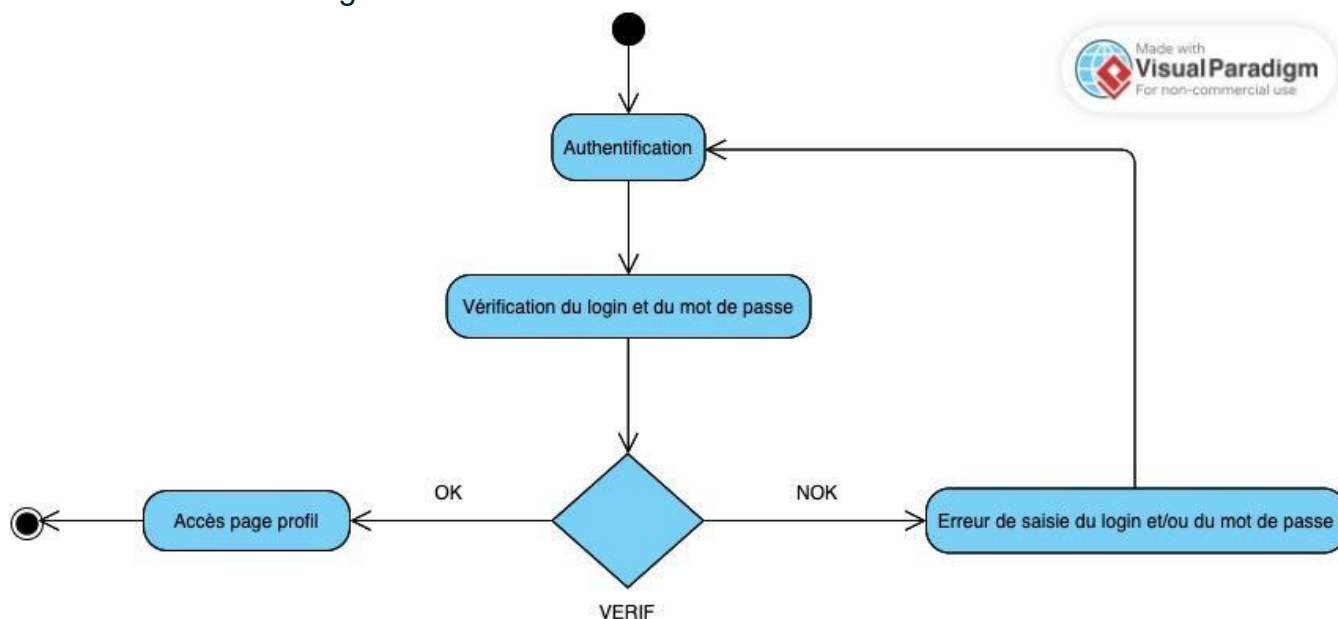 g
Made with
Visual Paradigm
For non-commercial use
Authentification
Vérification du login et du mot de passe
OK
NOK
Accès page profil
Erreur de saisie du login et/ou du mot de passe
VERIF